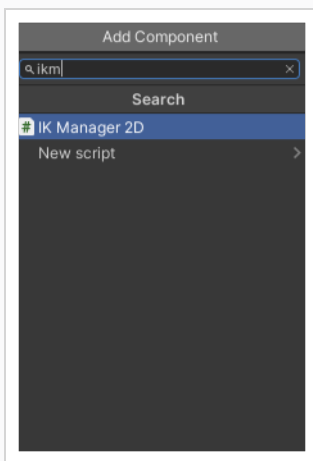 Add Component
ikm
Search
# IK Manager 2D
New script